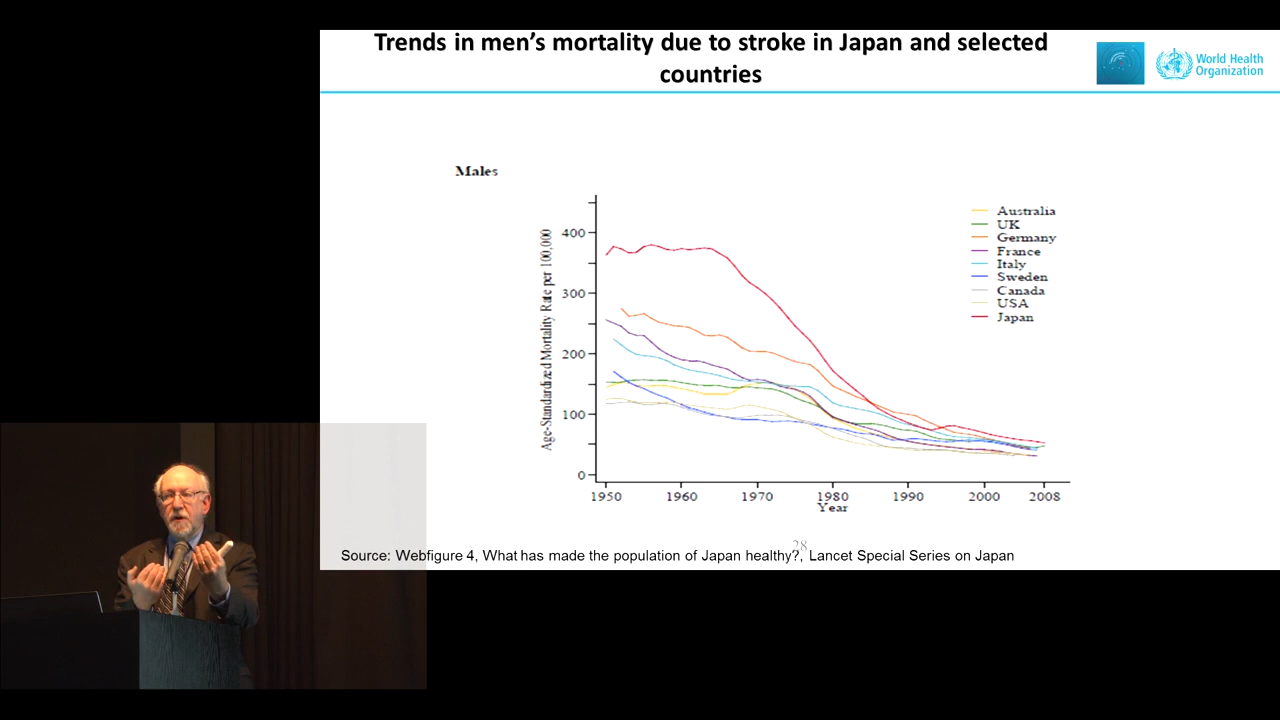 Trends in men's mortality due to stroke in Japan and selected
countries
World Health
Organization
Males
Age-Standardized Mortality Rate per 100,000
400
300
200
100
0
1950 1960 1970 1980 1990 2000 2008
Year
Australia
UK
Germany
France
Italy
Sweden
Canada
USA
Japan
28
Source: Webfigure 4, What has made the population of Japan healthy?, Lancet Special Series on Japan